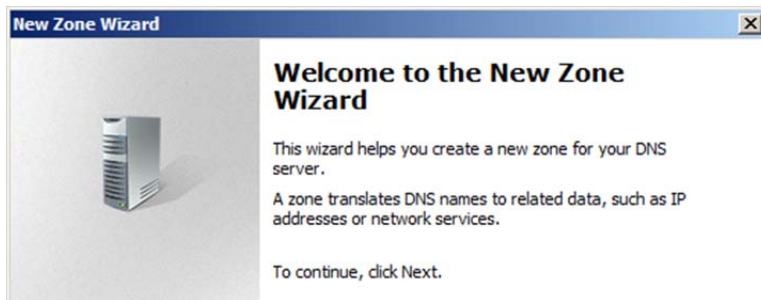 New Zone Wizard
Welcome to the New Zone
Wizard
This wizard helps you create a new zone for your DNS
server.
A zone translates DNS names to related data, such as IP
addresses or network services.
To continue, click Next.